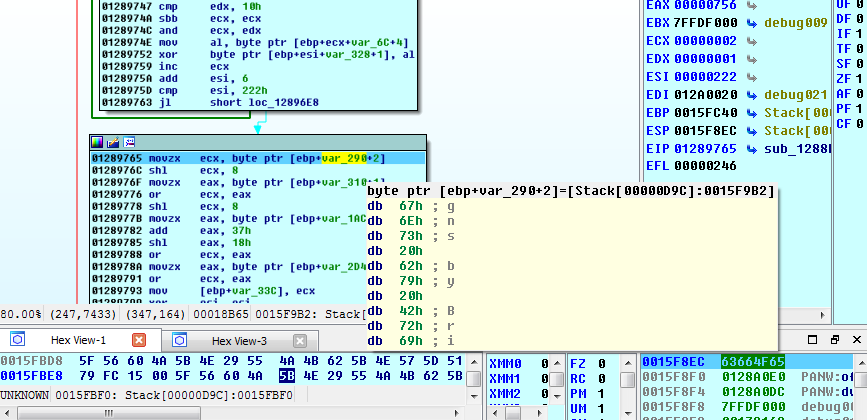 01289747 cmp edx, 10h
0128974A sbb ecx, ecx
0128974C and ecx, edx
0128974E mov al, byte ptr [ebp+ecx+var_6C+4]
01289752 xor byte ptr [ebp+esi+var_328+1], al
01289759 inc ecx
0128975A add esi, 6
0128975D cmp esi, 222h
01289763 jl short loc_12896E8
01289765 movzx ecx, byte ptr [ebp+var_290+2]
0128976C shl ecx, 8
0128976F movzx eax, byte ptr [ebp+var_310+1]
01289776 or ecx, eax
01289778 shl ecx, 8
0128977B movzx eax, byte ptr [ebp+var_1AC
01289782 add eax, 37h
01289785 shl eax, 18h
01289788 or ecx, eax
0128978A movzx eax, byte ptr [ebp+var_2D4
01289791 or ecx, eax
01289793 mov [ebp+var_33C], ecx
byte ptr [ebp+var_290+2]=[Stack[00000D9C]:0015F9B2]
db 67h ; g
db 6Eh ; n
db 73h ; s
db 20h
db 62h ; b
db 79h ; y
db 20h
db 42h ; B
db 72h ; r
db 69h ; i
EAX 00000756
EBX 7FFDF000 debug009
ECX 00000002
EDX 00000001
ESI 00000222
EDI 012A0020 debug021
EBP 0015FC40 Stack[00
ESP 0015F8EC Stack[00
EIP 01289765 sub_1288
EFL 00000246
OF 0
DF 0
IF 1
TF 0
SF 0
ZF 1
AF 0
PF 1
CF 0
80.00% (247,7433) (347,164) 00018B65 0015F9B2: Stack[
Hex View-1
Hex View-3
0015FBD8 5F 56 60 4A 5B 4E 29 55 4A 4B 62 5B 4E 57 5D 51
0015FBE8 79 FC 15 00 5F 56 60 4A 5B 4E 29 55 4A 4B 62 5B
UNKNOWN 0015FBF0: Stack[00000D9C]:0015FBF0
XMM0 0
XMM1 0
XMM2 0
FZ 0
RC 0
PM 1
UM 1
0015F8EC 63664F65
0015F8F0 0128A0E0 PANW:of
0015F8F4 0128A0DC PANW:du
0015F8F8 7FFDF000 debug00